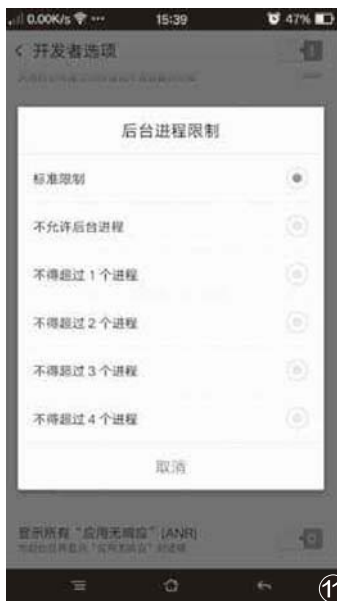 0.00K/s ··· 15:39 47%
开发者选项
后台进程限制
标准限制
不允许后台进程
不得超过 1 个进程
不得超过 2 个进程
不得超过 3 个进程
不得超过 4 个进程
取消
显示所有“应用无响应”(ANR)
⑪